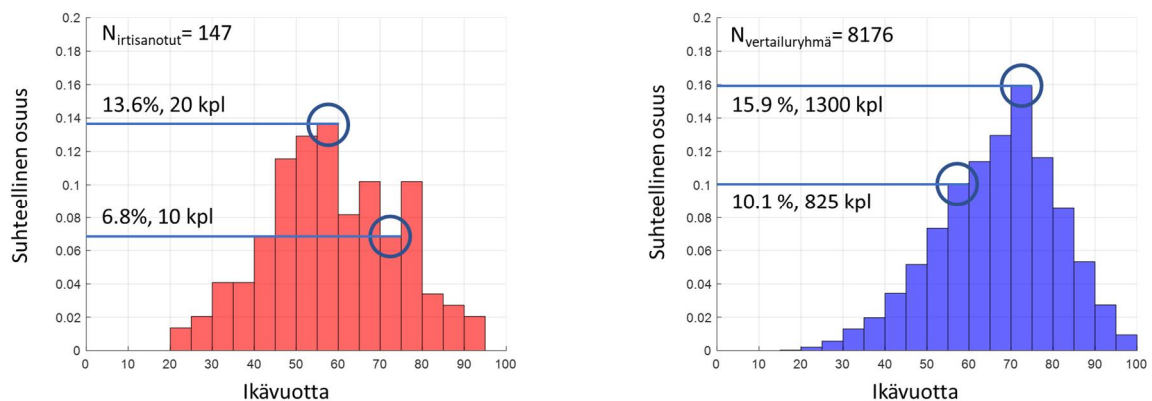 N_irtisanotut= 147
13.6%, 20 kpl
6.8%, 10 kpl
Suhteellinen osuus
0.2
0.18
0.16
0.14
0.12
0.1
0.08
0.06
0.04
0.02
0
0 10 20 30 40 50 60 70 80 90 100
Ikävuotta
N_vertailuryhmä= 8176
15.9 %, 1300 kpl
10.1 %, 825 kpl
Suhteellinen osuus
0.2
0.18
0.16
0.14
0.12
0.1
0.08
0.06
0.04
0.02
0
0 10 20 30 40 50 60 70 80 90 100
Ikävuotta